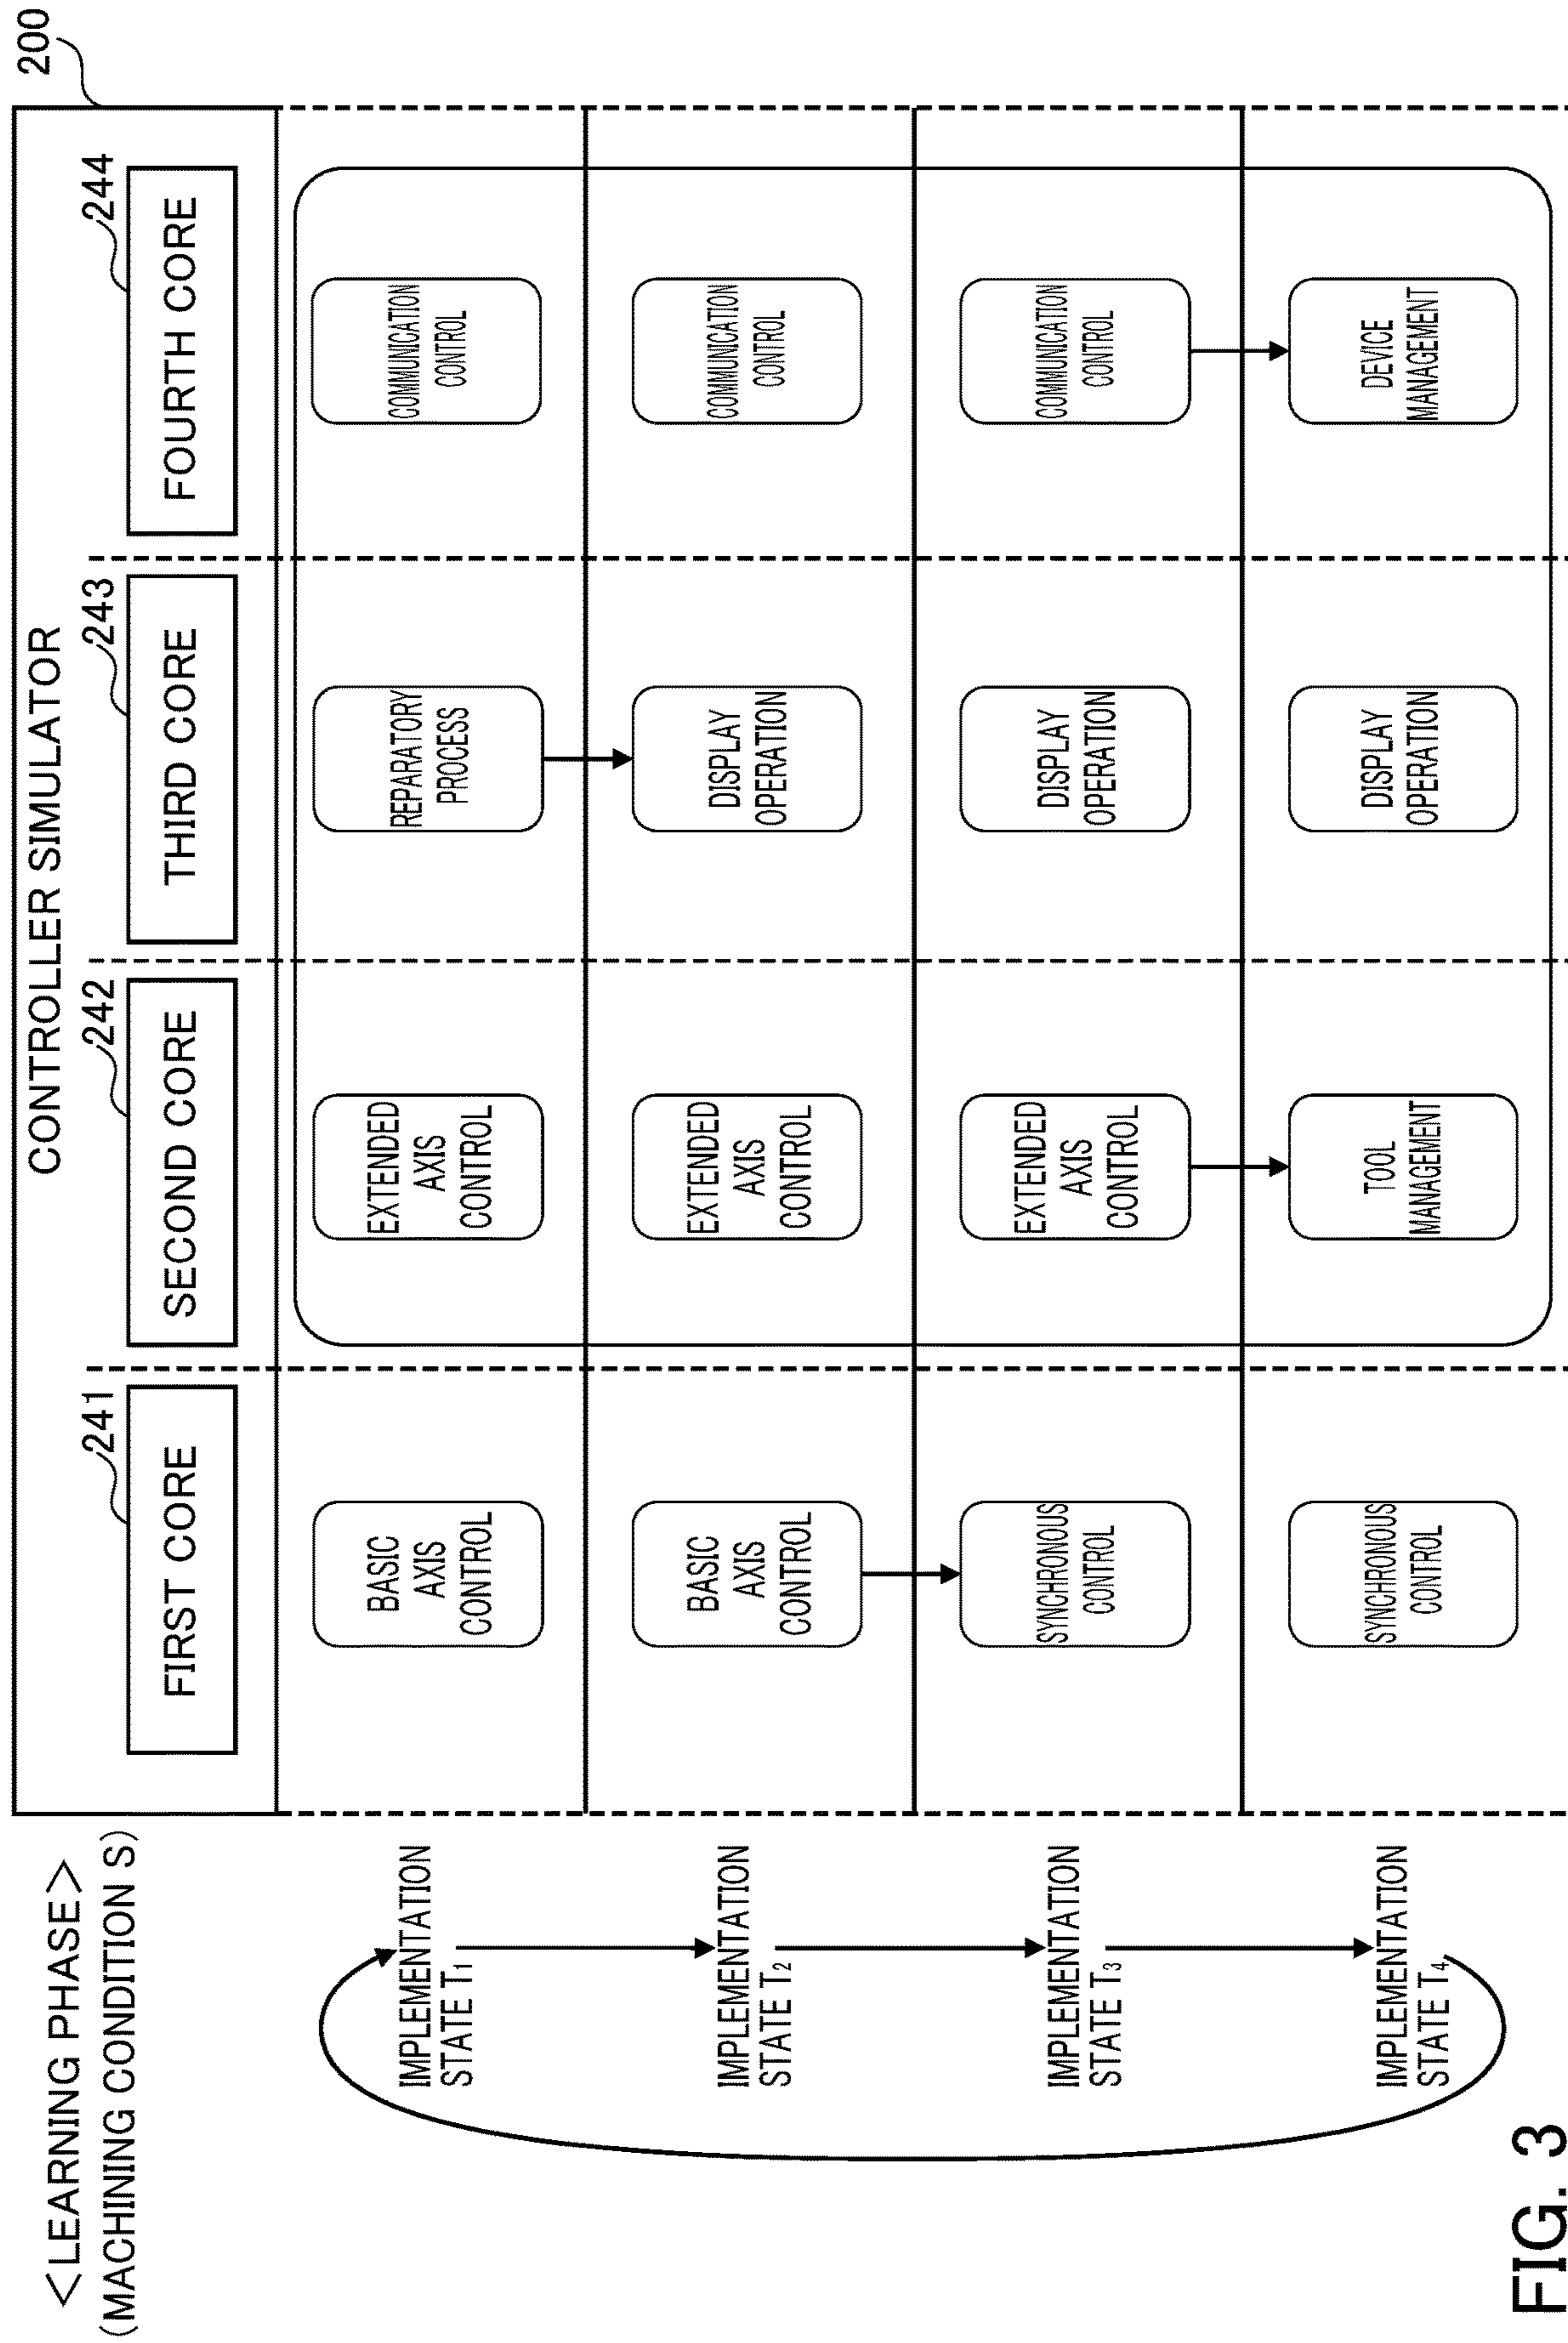 <LEARNING PHASE>
(MACHINING CONDITION S)
200
CONTROLLER SIMULATOR
241
242
243
244
FIRST CORE
SECOND CORE
THIRD CORE
FOURTH CORE
IMPLEMENTATION
STATE T₁
BASIC
AXIS
CONTROL
EXTENDED
AXIS
CONTROL
REPARATORY
PROCESS
COMMUNICATION
CONTROL
IMPLEMENTATION
STATE T₂
BASIC
AXIS
CONTROL
EXTENDED
AXIS
CONTROL
DISPLAY
OPERATION
COMMUNICATION
CONTROL
IMPLEMENTATION
STATE T₃
SYNCHRONOUS
CONTROL
EXTENDED
AXIS
CONTROL
DISPLAY
OPERATION
COMMUNICATION
CONTROL
IMPLEMENTATION
STATE T₄
SYNCHRONOUS
CONTROL
TOOL
MANAGEMENT
DISPLAY
OPERATION
DEVICE
MANAGEMENT
FIG. 3